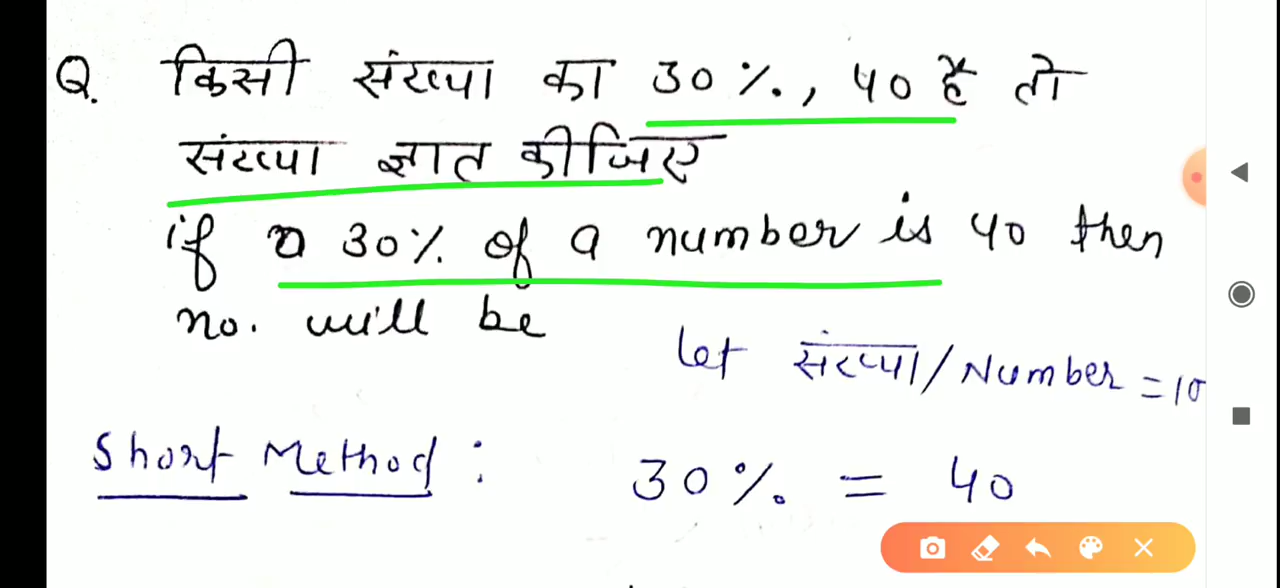 Q. किसी संख्या का 30%, 40 है तो
संख्या ज्ञात कीजिए
if 30% of a number is 40 then
no. will be
let संख्या/Number = 10
Short Method : 30% = 40